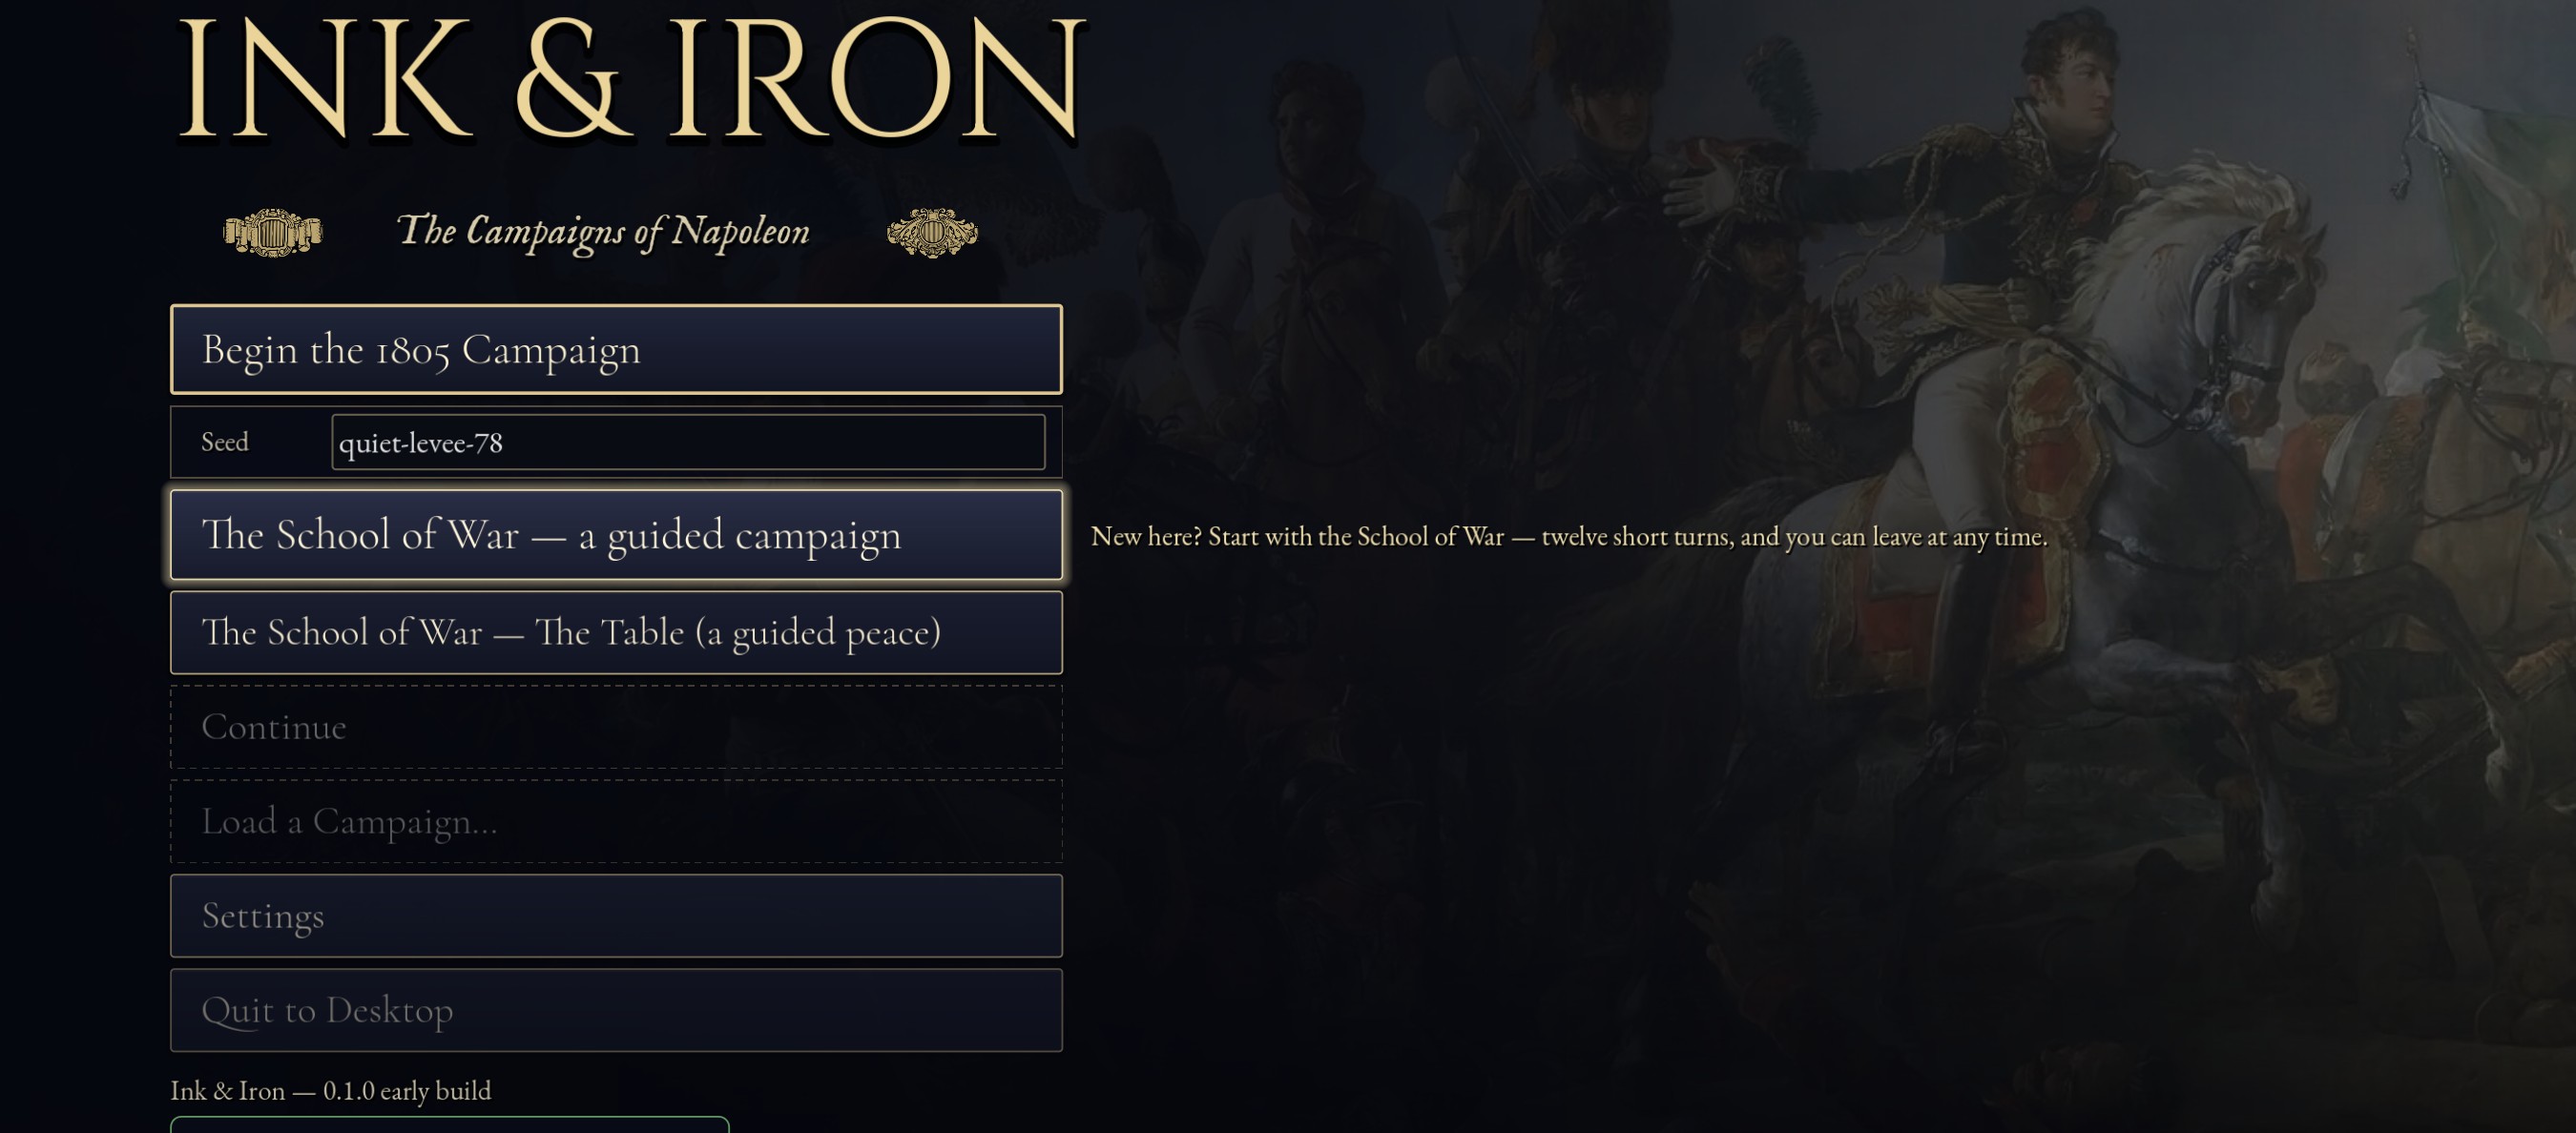 INK & IRON
The Campaigns of Napoleon
Begin the 1805 Campaign
Seed
quiet-levee-78
The School of War — a guided campaign
New here? Start with the School of War — twelve short turns, and you can leave at any time.
The School of War — The Table (a guided peace)
Continue
Load a Campaign...
Settings
Quit to Desktop
Ink & Iron — 0.1.0 early build